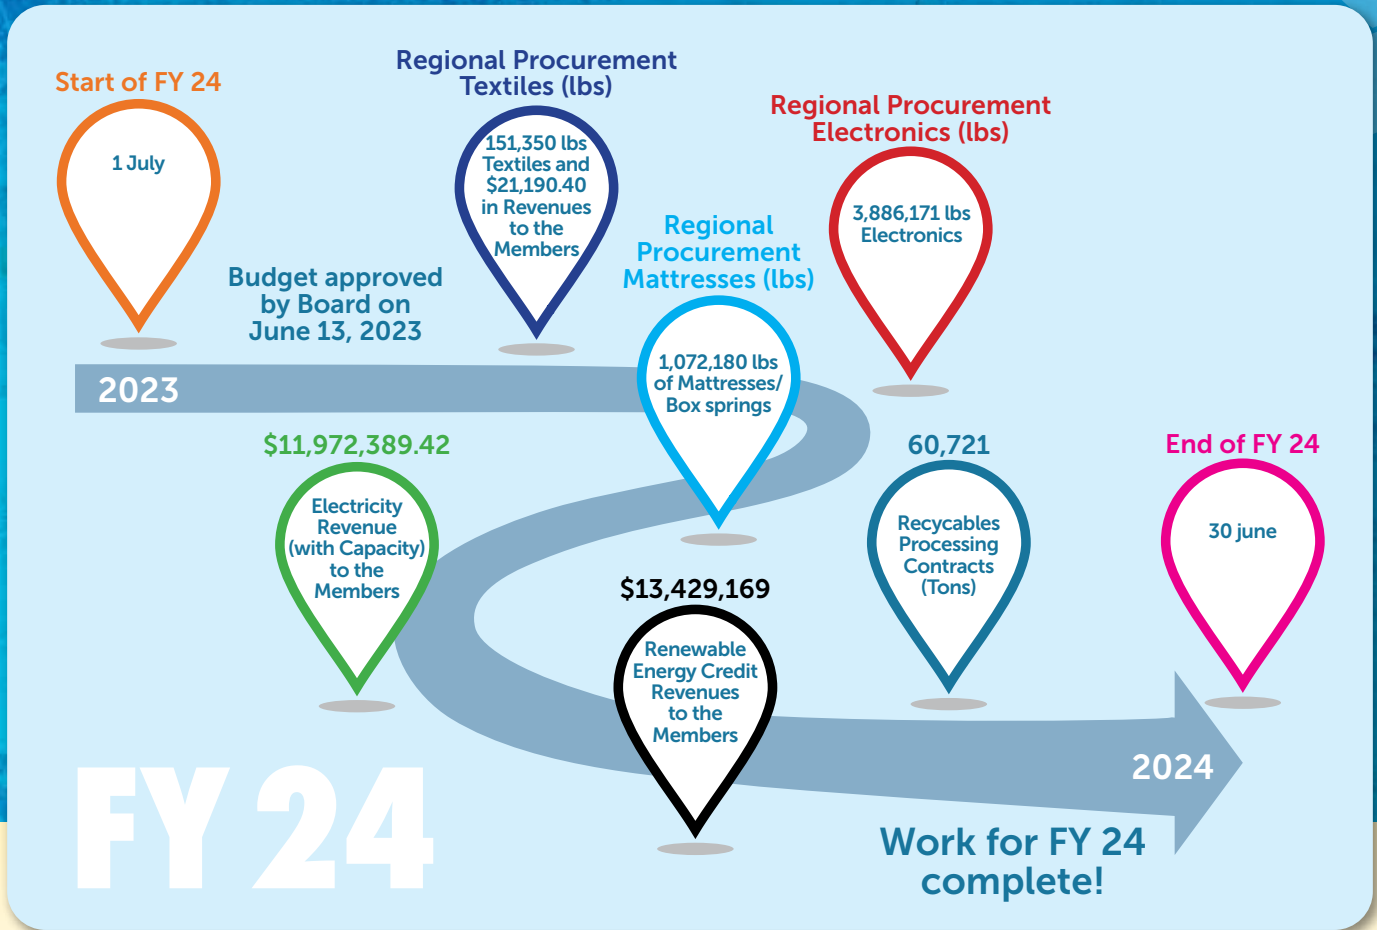 Start of FY 24
1 July
Regional Procurement
Textiles (lbs)
151,350 lbs
Textiles and
$21,190.40
in Revenues
to the
Members
Regional Procurement
Electronics (lbs)
3,886,171 lbs
Electronics
Regional
Procurement
Mattresses (lbs)
1,072,180 lbs
of Mattresses/
Box springs
Budget approved
by Board on
June 13, 2023
2023
$11,972,389.42
Electricity
Revenue
(with Capacity)
to the
Members
$13,429,169
Renewable
Energy Credit
Revenues
to the
Members
60,721
Recycables
Processing
Contracts
(Tons)
End of FY 24
30 june
2024
FY 24
Work for FY 24
complete!